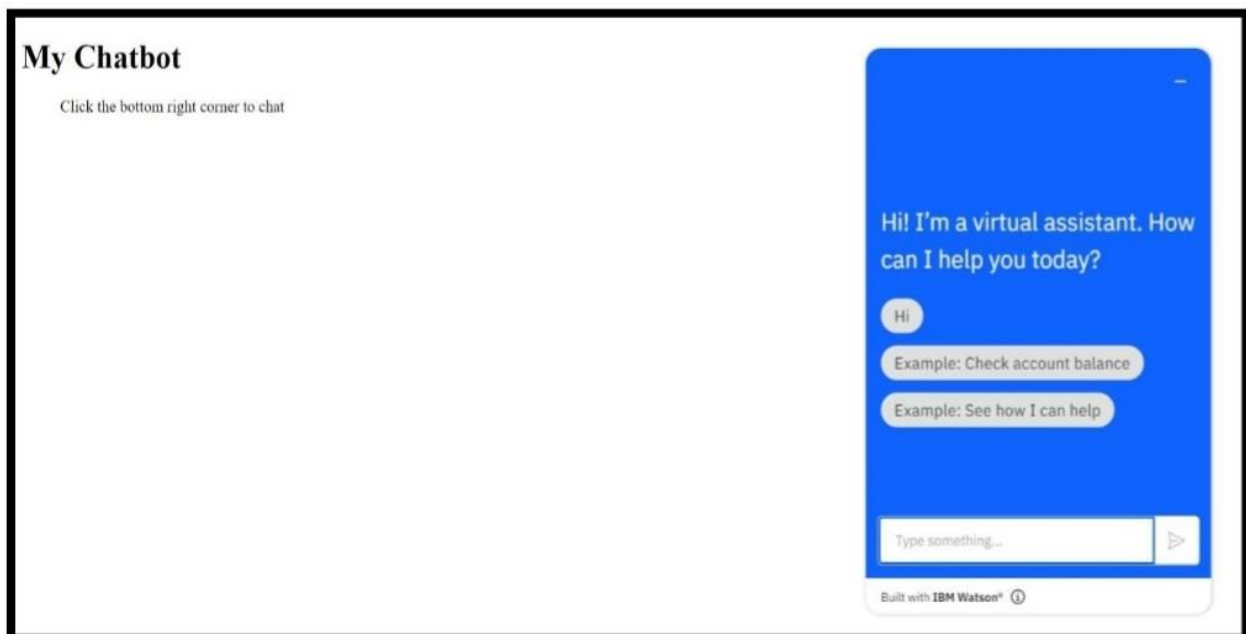 My Chatbot
Click the bottom right corner to chat
Hi! I'm a virtual assistant. How
can I help you today?
Hi
Example: Check account balance
Example: See how I can help
Type something...
Built with IBM Watson®